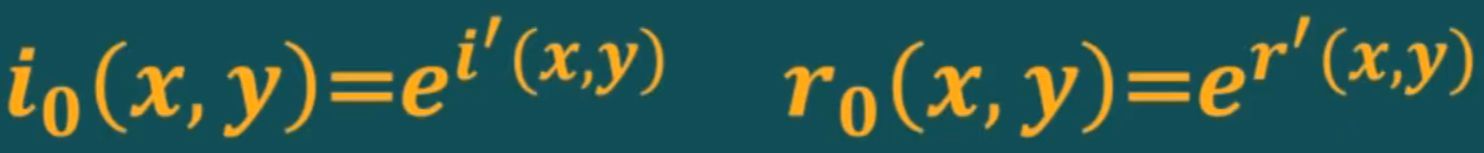 i₀(x, y)=e^{i′(x,y)} r₀(x, y)=e^{r′(x,y)}